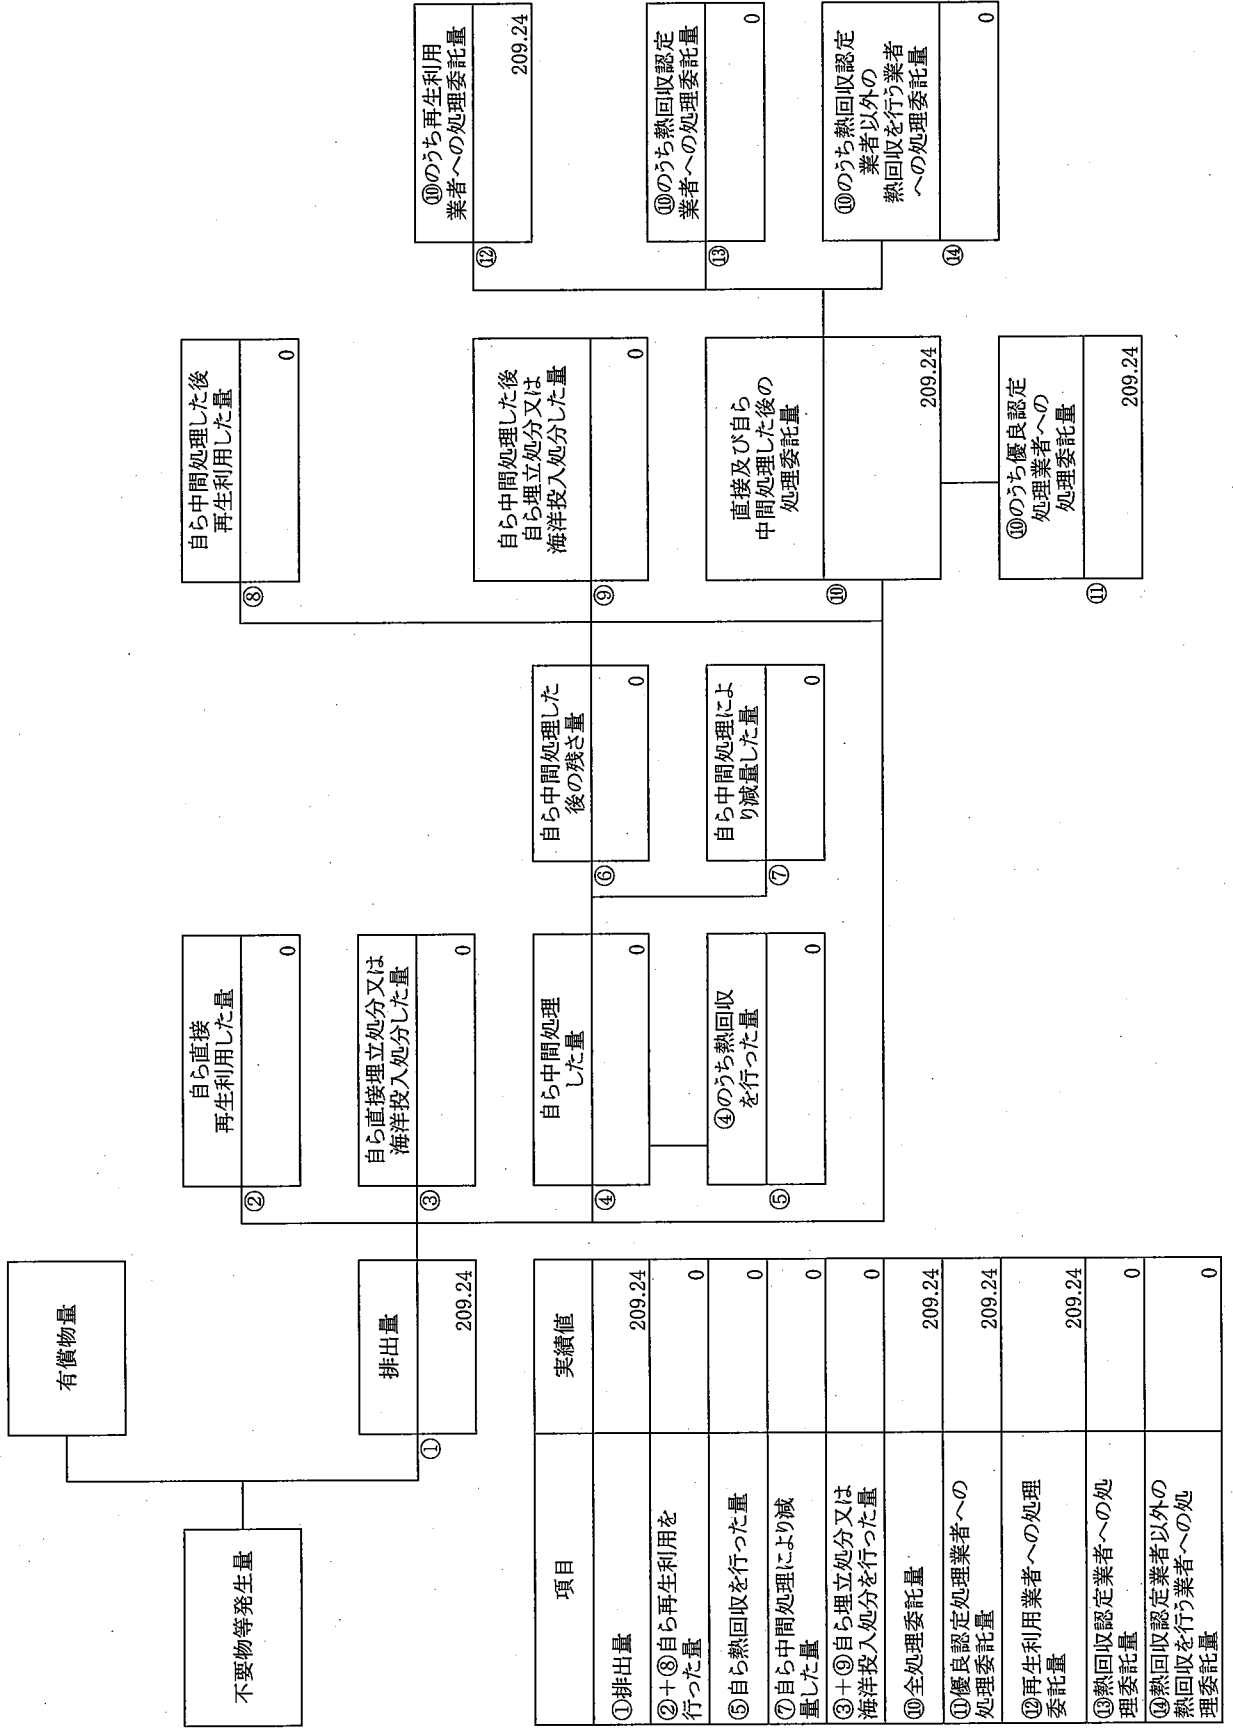 有償物量
不要物等発生量
排出量
①
209.24
自ら直接
再生利用した量
②
0
自ら直接埋立処分又は
海洋投入処分した量
③
0
自ら中間処理
した量
④
0
④のうち熱回収
を行った量
⑤
0
自ら中間処理した
後の残さ量
⑥
0
自ら中間処理によ
り減量した量
⑦
0
自ら中間処理した後
再生利用した量
⑧
0
自ら中間処理した後
自ら埋立処分又は
海洋投入処分した量
⑨
0
直接及び自ら
中間処理した後の
処理委託量
⑩
209.24
⑩のうち優良認定
処理業者への
処理委託量
⑪
209.24
⑩のうち再生利用
業者への処理委託量
⑫
209.24
⑩のうち熱回収認定
業者への処理委託量
⑬
0
⑩のうち熱回収認定
業者以外の
熱回収を行う業者
への処理委託量
⑭
0
項目 実績値
①排出量 209.24
②+⑧自ら再生利用を
行った量 0
⑤自ら熱回収を行った量 0
⑦自ら中間処理により減
量した量 0
③+⑨自ら埋立処分又は
海洋投入処分を行った量 0
⑩全処理委託量 209.24
⑪優良認定処理業者への
処理委託量 209.24
⑫再生利用業者への処理
委託量 209.24
⑬熱回収認定業者への処
理委託量 0
⑭熱回収認定業者以外の
熱回収を行う業者への処
理委託量 0